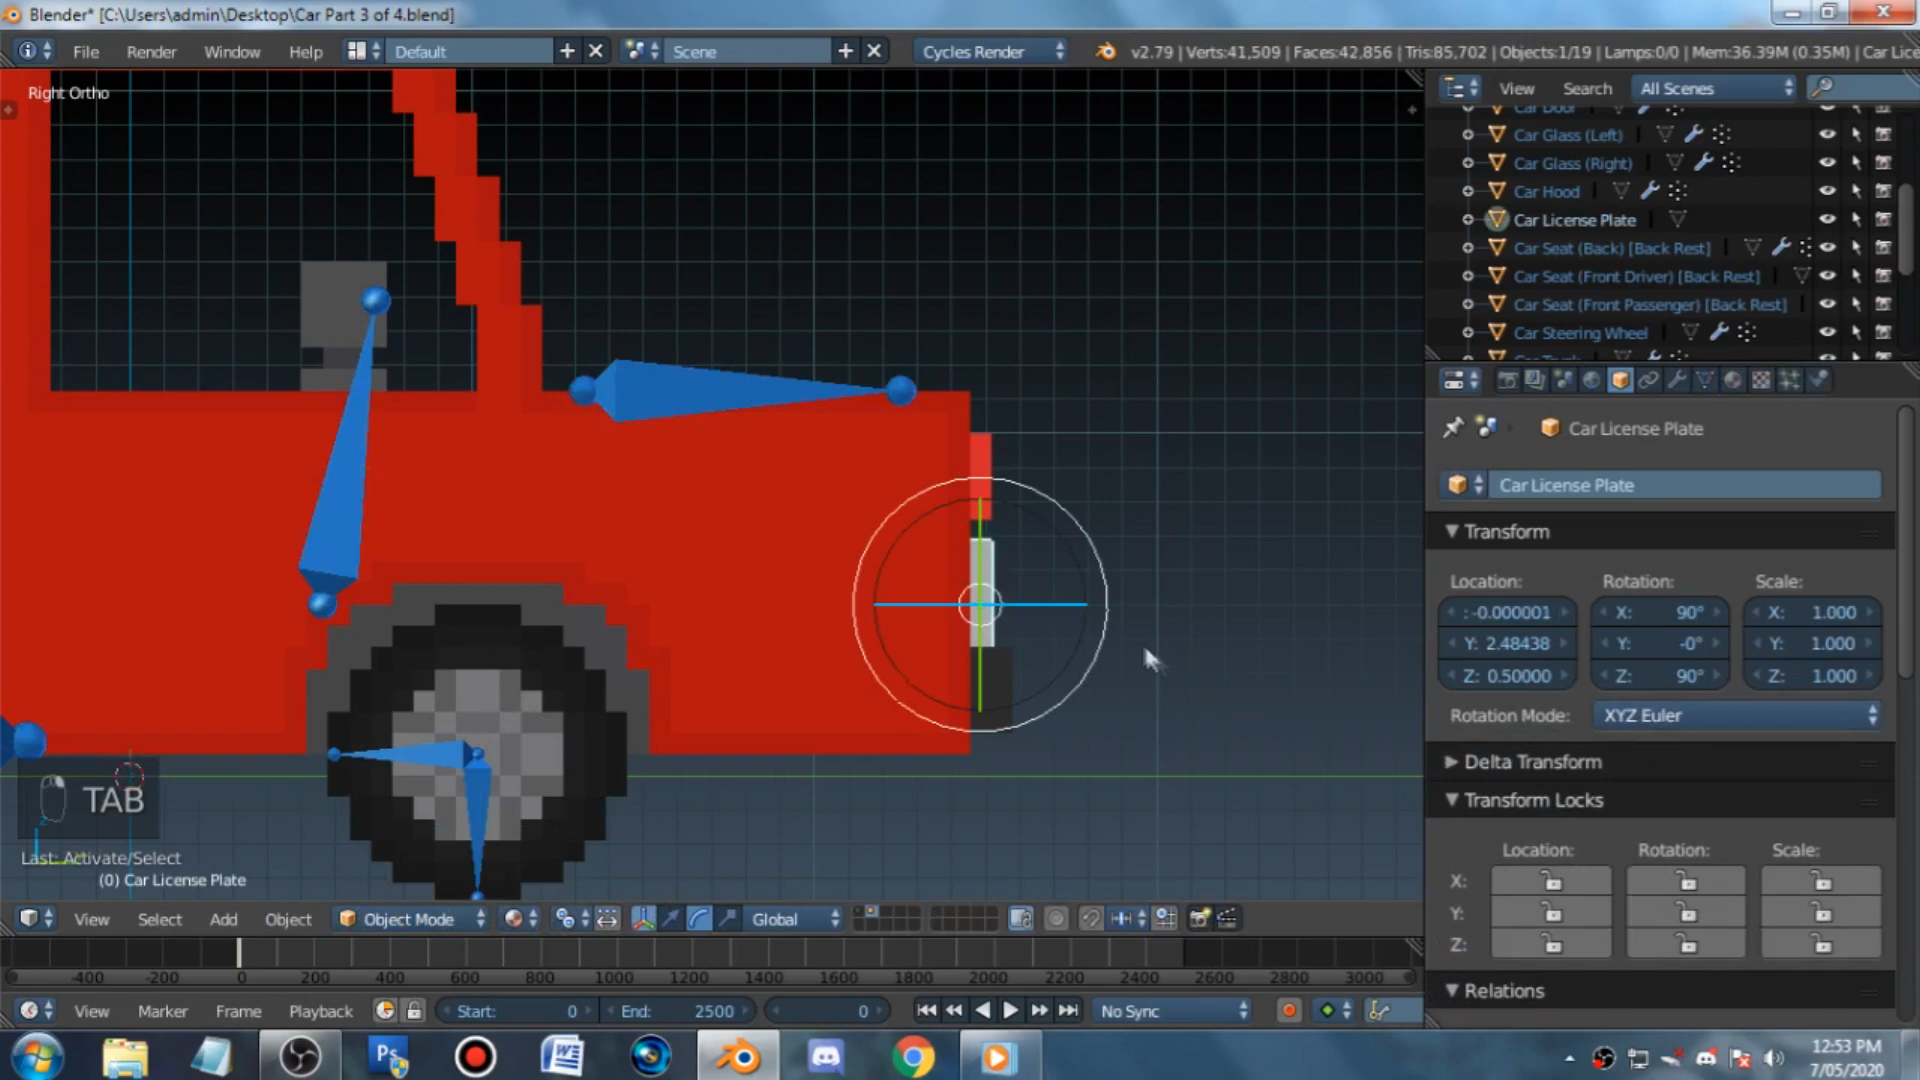 Blender* [C:\Users\admin\Desktop\Car Part 3 of 4.blend]
File Render Window Help Default Scene Cycles Render v2.79 | Verts:41,509 | Faces:42,856 | Tris:85,702 | Objects:1/19 | Lamps:0/0 | Mem:36.39M (0.35M) | Car Lice
Right Ortho
View Search All Scenes
Car Door
Car Glass (Left)
Car Glass (Right)
Car Hood
Car License Plate
Car Seat (Back) [Back Rest]
Car Seat (Front Driver) [Back Rest]
Car Seat (Front Passenger) [Back Rest]
Car Steering Wheel
Car License Plate
Car License Plate
Transform
Location: Rotation: Scale:
: -0.000001 X: 90° X: 1.000
Y: 2.48438 Y: -0° Y: 1.000
Z: 0.50000 Z: 90° Z: 1.000
Rotation Mode: XYZ Euler
Delta Transform
Transform Locks
Location: Rotation: Scale:
X:
Y:
Z:
Relations
TAB
Last: Activate/Select
(0) Car License Plate
View Select Add Object Object Mode Global
-400 -200 0 200 400 600 800 1000 1200 1400 1600 1800 2000 2200 2400 2600 2800 3000
View Marker Frame Playback Start: 0 End: 2500 0 No Sync
Ps
12:53 PM
7/05/2020